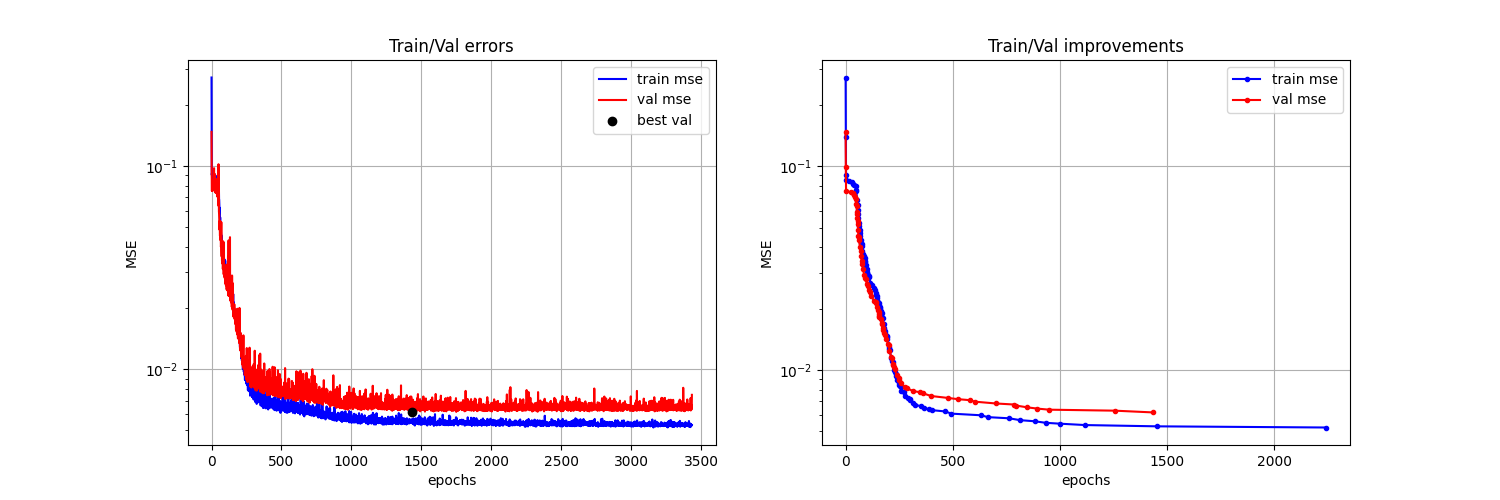 Train/Val errors
train mse
val mse
best val
MSE
10⁻¹
10⁻²
0 500 1000 1500 2000 2500 3000 3500
epochs
Train/Val improvements
train mse
val mse
MSE
10⁻¹
10⁻²
0 500 1000 1500 2000
epochs